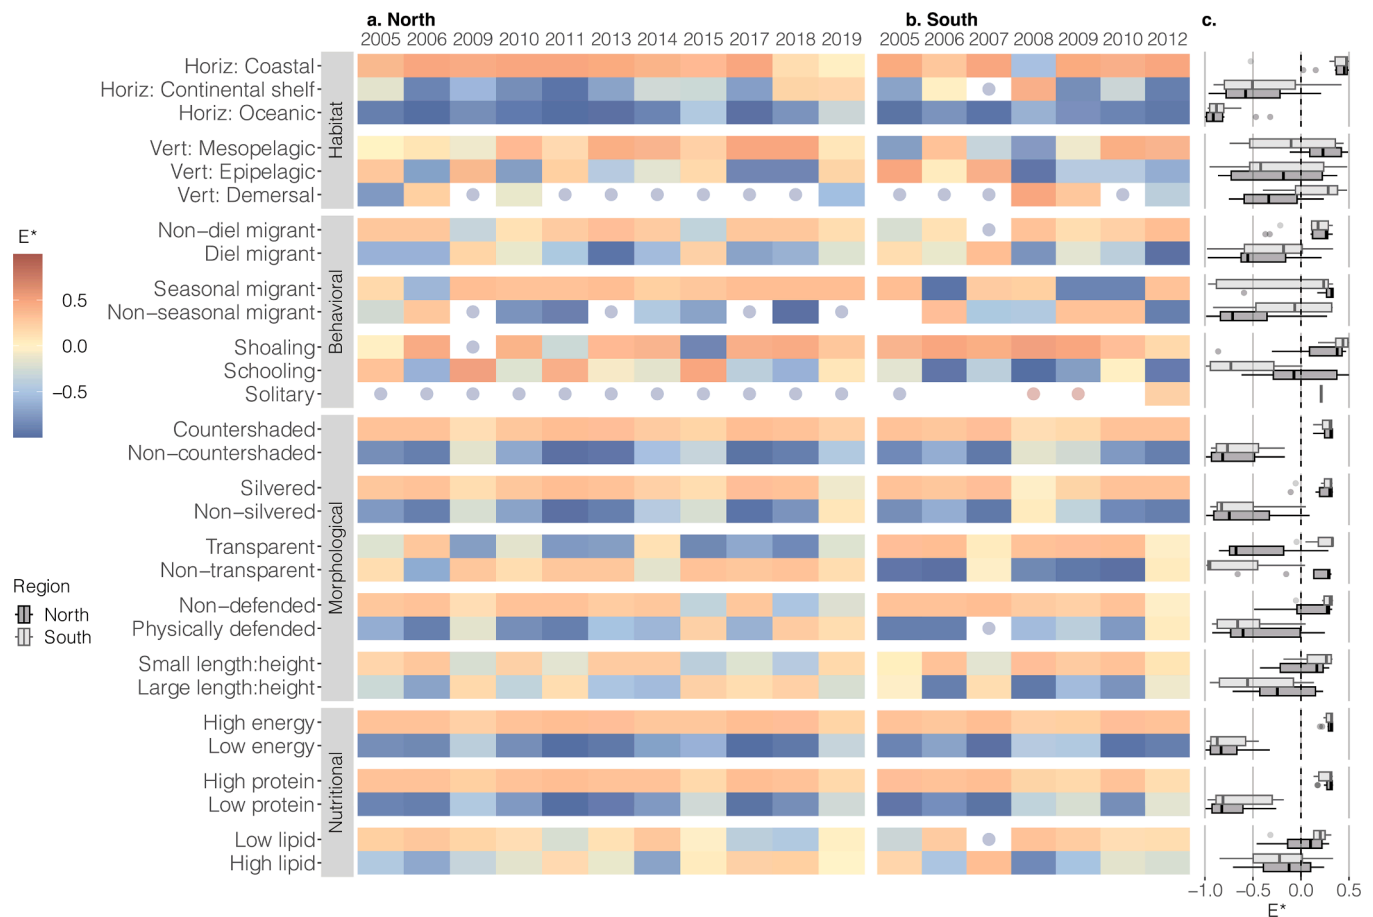 a. North
b. South
c.
2005 2006 2009 2010 2011 2013 2014 2015 2017 2018 2019
2005 2006 2007 2008 2009 2010 2012
Habitat
Horiz: Coastal
Horiz: Continental shelf
Horiz: Oceanic
Vert: Mesopelagic
Vert: Epipelagic
Vert: Demersal
Behavioral
Non−diel migrant
Diel migrant
Seasonal migrant
Non−seasonal migrant
Shoaling
Schooling
Solitary
Morphological
Countershaded
Non−countershaded
Silvered
Non−silvered
Transparent
Non−transparent
Non−defended
Physically defended
Small length:height
Large length:height
Nutritional
High energy
Low energy
High protein
Low protein
Low lipid
High lipid
E*
0.5
0.0
−0.5
Region
North
South
−1.0 −0.5 0.0 0.5
E*